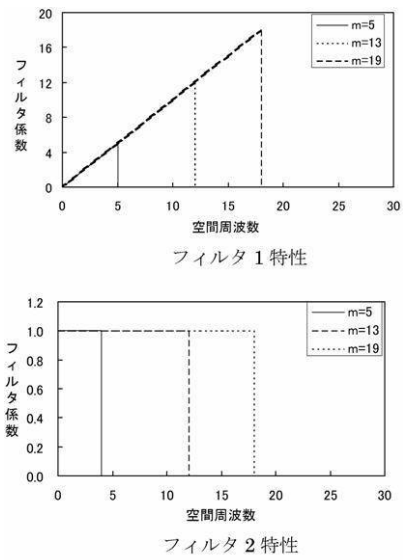 20
16
12
8
4
0
フィルタ係数
m=5
m=13
m=19
0 5 10 15 20 25 30
空間周波数
フィルタ 1 特性
1.2
1.0
0.8
0.6
0.4
0.2
0.0
フィルタ係数
m=5
m=13
m=19
0 5 10 15 20 25 30
空間周波数
フィルタ 2 特性